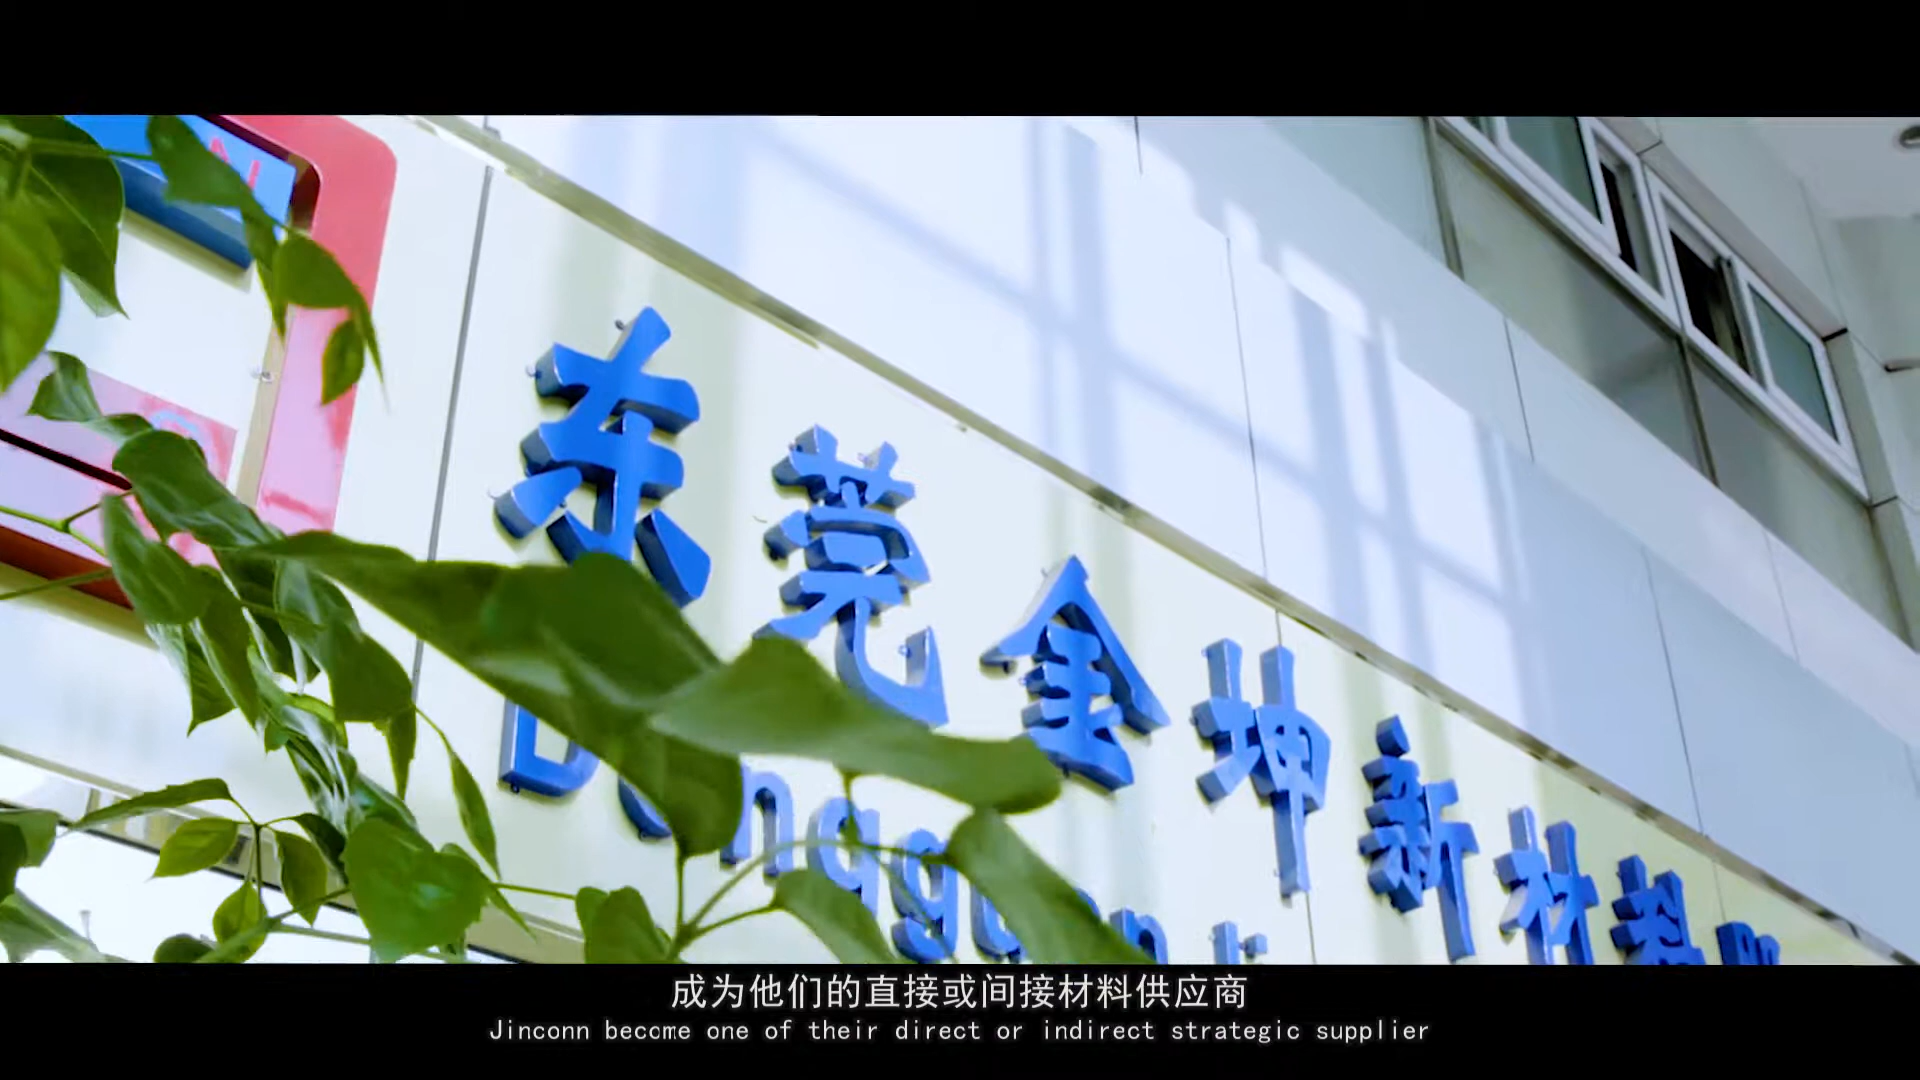 东莞金坤新材料股
成为他们的直接或间接材料供应商
Jinconn become one of their direct or indirect strategic supplier